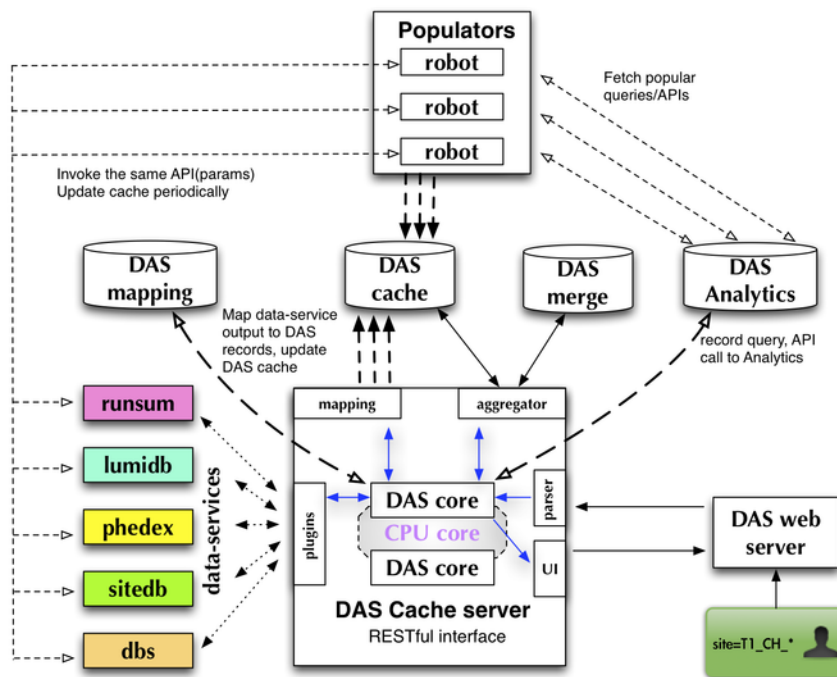 Populators
robot
robot
robot
Fetch popular
queries/APIs
Invoke the same API(params)
Update cache periodically
DAS
mapping
DAS
cache
DAS
merge
DAS
Analytics
Map data-service
output to DAS
records, update
DAS cache
record query, API
call to Analytics
runsum
lumidb
phedex
sitedb
dbs
data-services
mapping
aggregator
plugins
DAS core
CPU core
DAS core
parser
UI
DAS Cache server
RESTful interface
DAS web
server
site=T1_CH_*